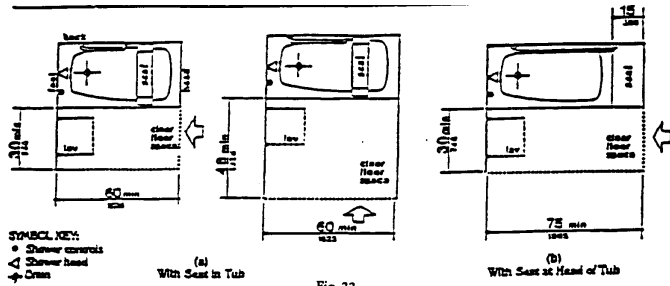 15
back
seat
seat
seat
30 min
clear
floor
space
lav
60 min
40 min
clear
floor
space
lav
60 min
30 min
clear
floor
space
lav
75 min
SYMBOL KEY:
Shower controls
Shower head
Drain
(a)
With Seat in Tub
(b)
With Seat at Head of Tub